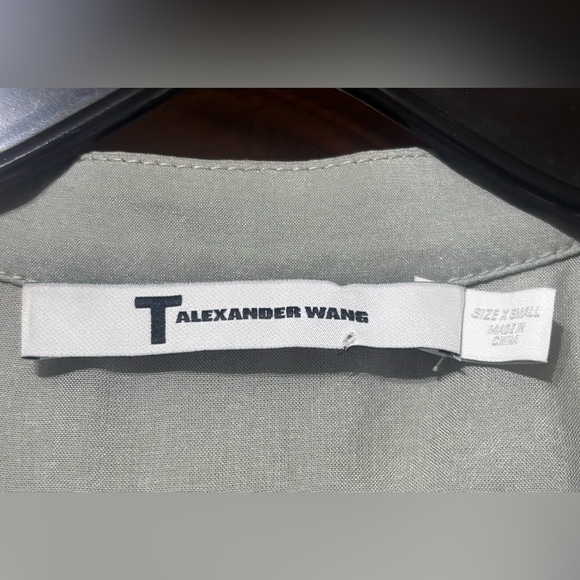 T ALEXANDER WANG
SIZE X SMALL
MADE IN
CHINA